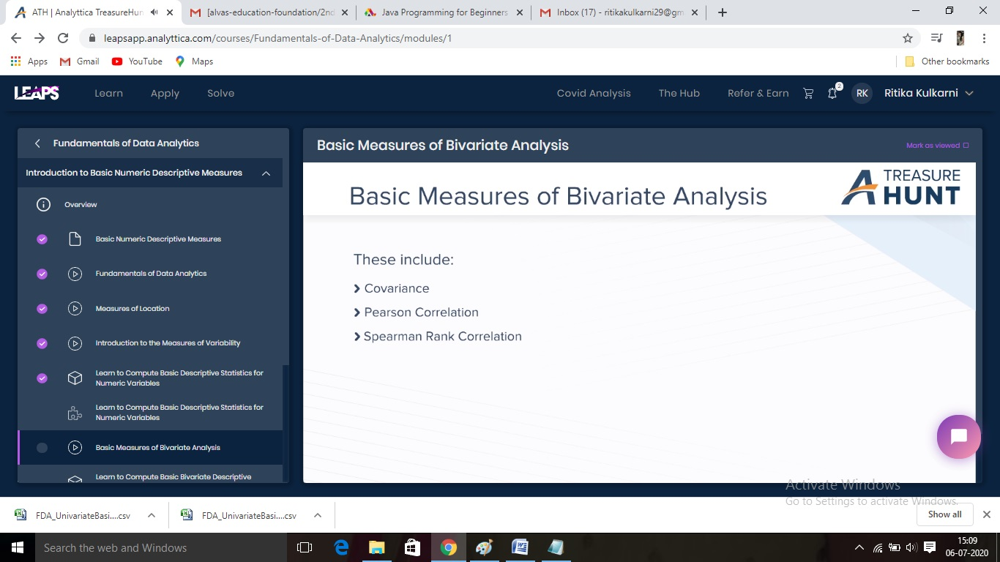 ATH | Analyttica TreasureHun
[alvas-education-foundation/2nd
Java Programming for Beginners
Inbox (17) - ritikakulkarni29@gm
leapsapp.analyttica.com/courses/Fundamentals-of-Data-Analytics/modules/1
Apps
Gmail
YouTube
Maps
Other bookmarks
LEAPS
Learn
Apply
Solve
Covid Analysis
The Hub
Refer & Earn
2
RK
Ritika Kulkarni
Fundamentals of Data Analytics
Introduction to Basic Numeric Descriptive Measures
Overview
Basic Numeric Descriptive Measures
Fundamentals of Data Analytics
Measures of Location
Introduction to the Measures of Variability
Learn to Compute Basic Descriptive Statistics for
Numeric Variables
Learn to Compute Basic Descriptive Statistics for
Numeric Variables
Basic Measures of Bivariate Analysis
Learn to Compute Basic Bivariate Descriptive
Basic Measures of Bivariate Analysis
Mark as viewed
Basic Measures of Bivariate Analysis
A TREASURE
HUNT
These include:
Covariance
Pearson Correlation
Spearman Rank Correlation
Activate Windows
Go to Settings to activate Windows.
FDA_UnivariateBasi....csv
FDA_UnivariateBasi....csv
Show all
Search the web and Windows
15:09
06-07-2020